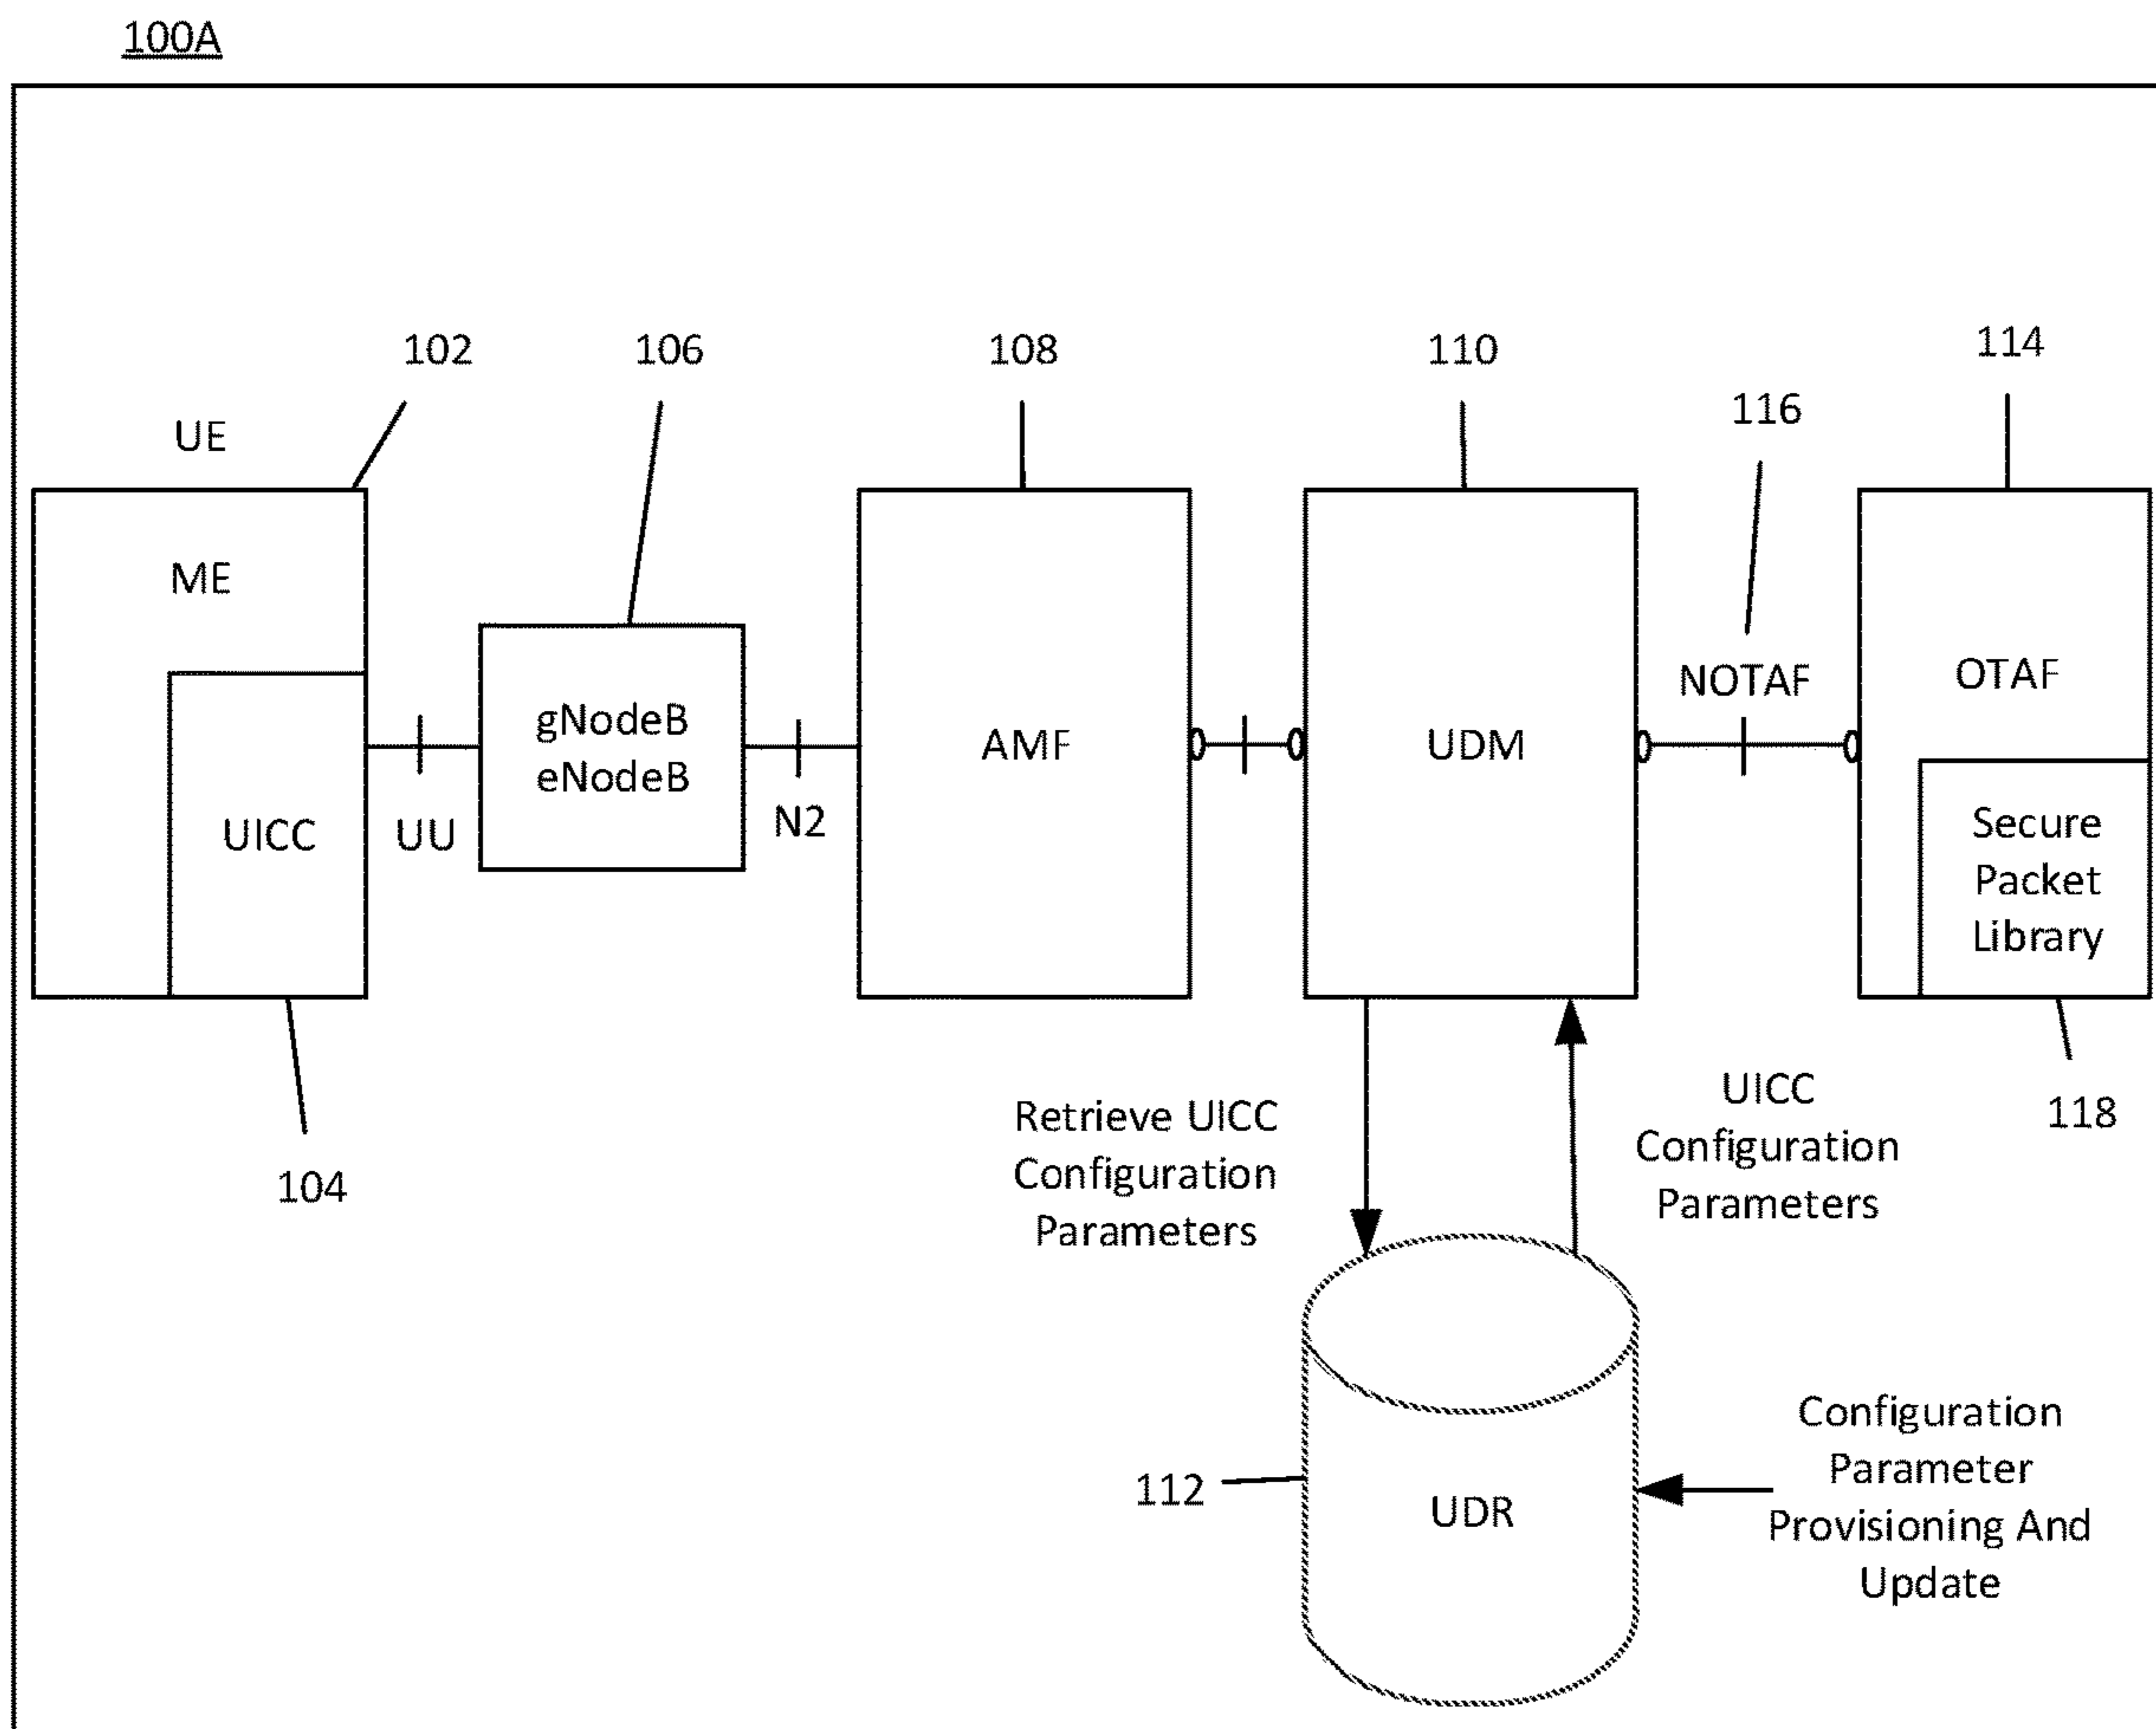 100A
102
106
108
110
114
116
UE
ME
UICC
104
UU
gNodeB
eNodeB
N2
AMF
UDM
NOTAF
OTAF
Secure
Packet
Library
118
Retrieve UICC
Configuration
Parameters
UICC
Configuration
Parameters
112
UDR
Configuration
Parameter
Provisioning And
Update